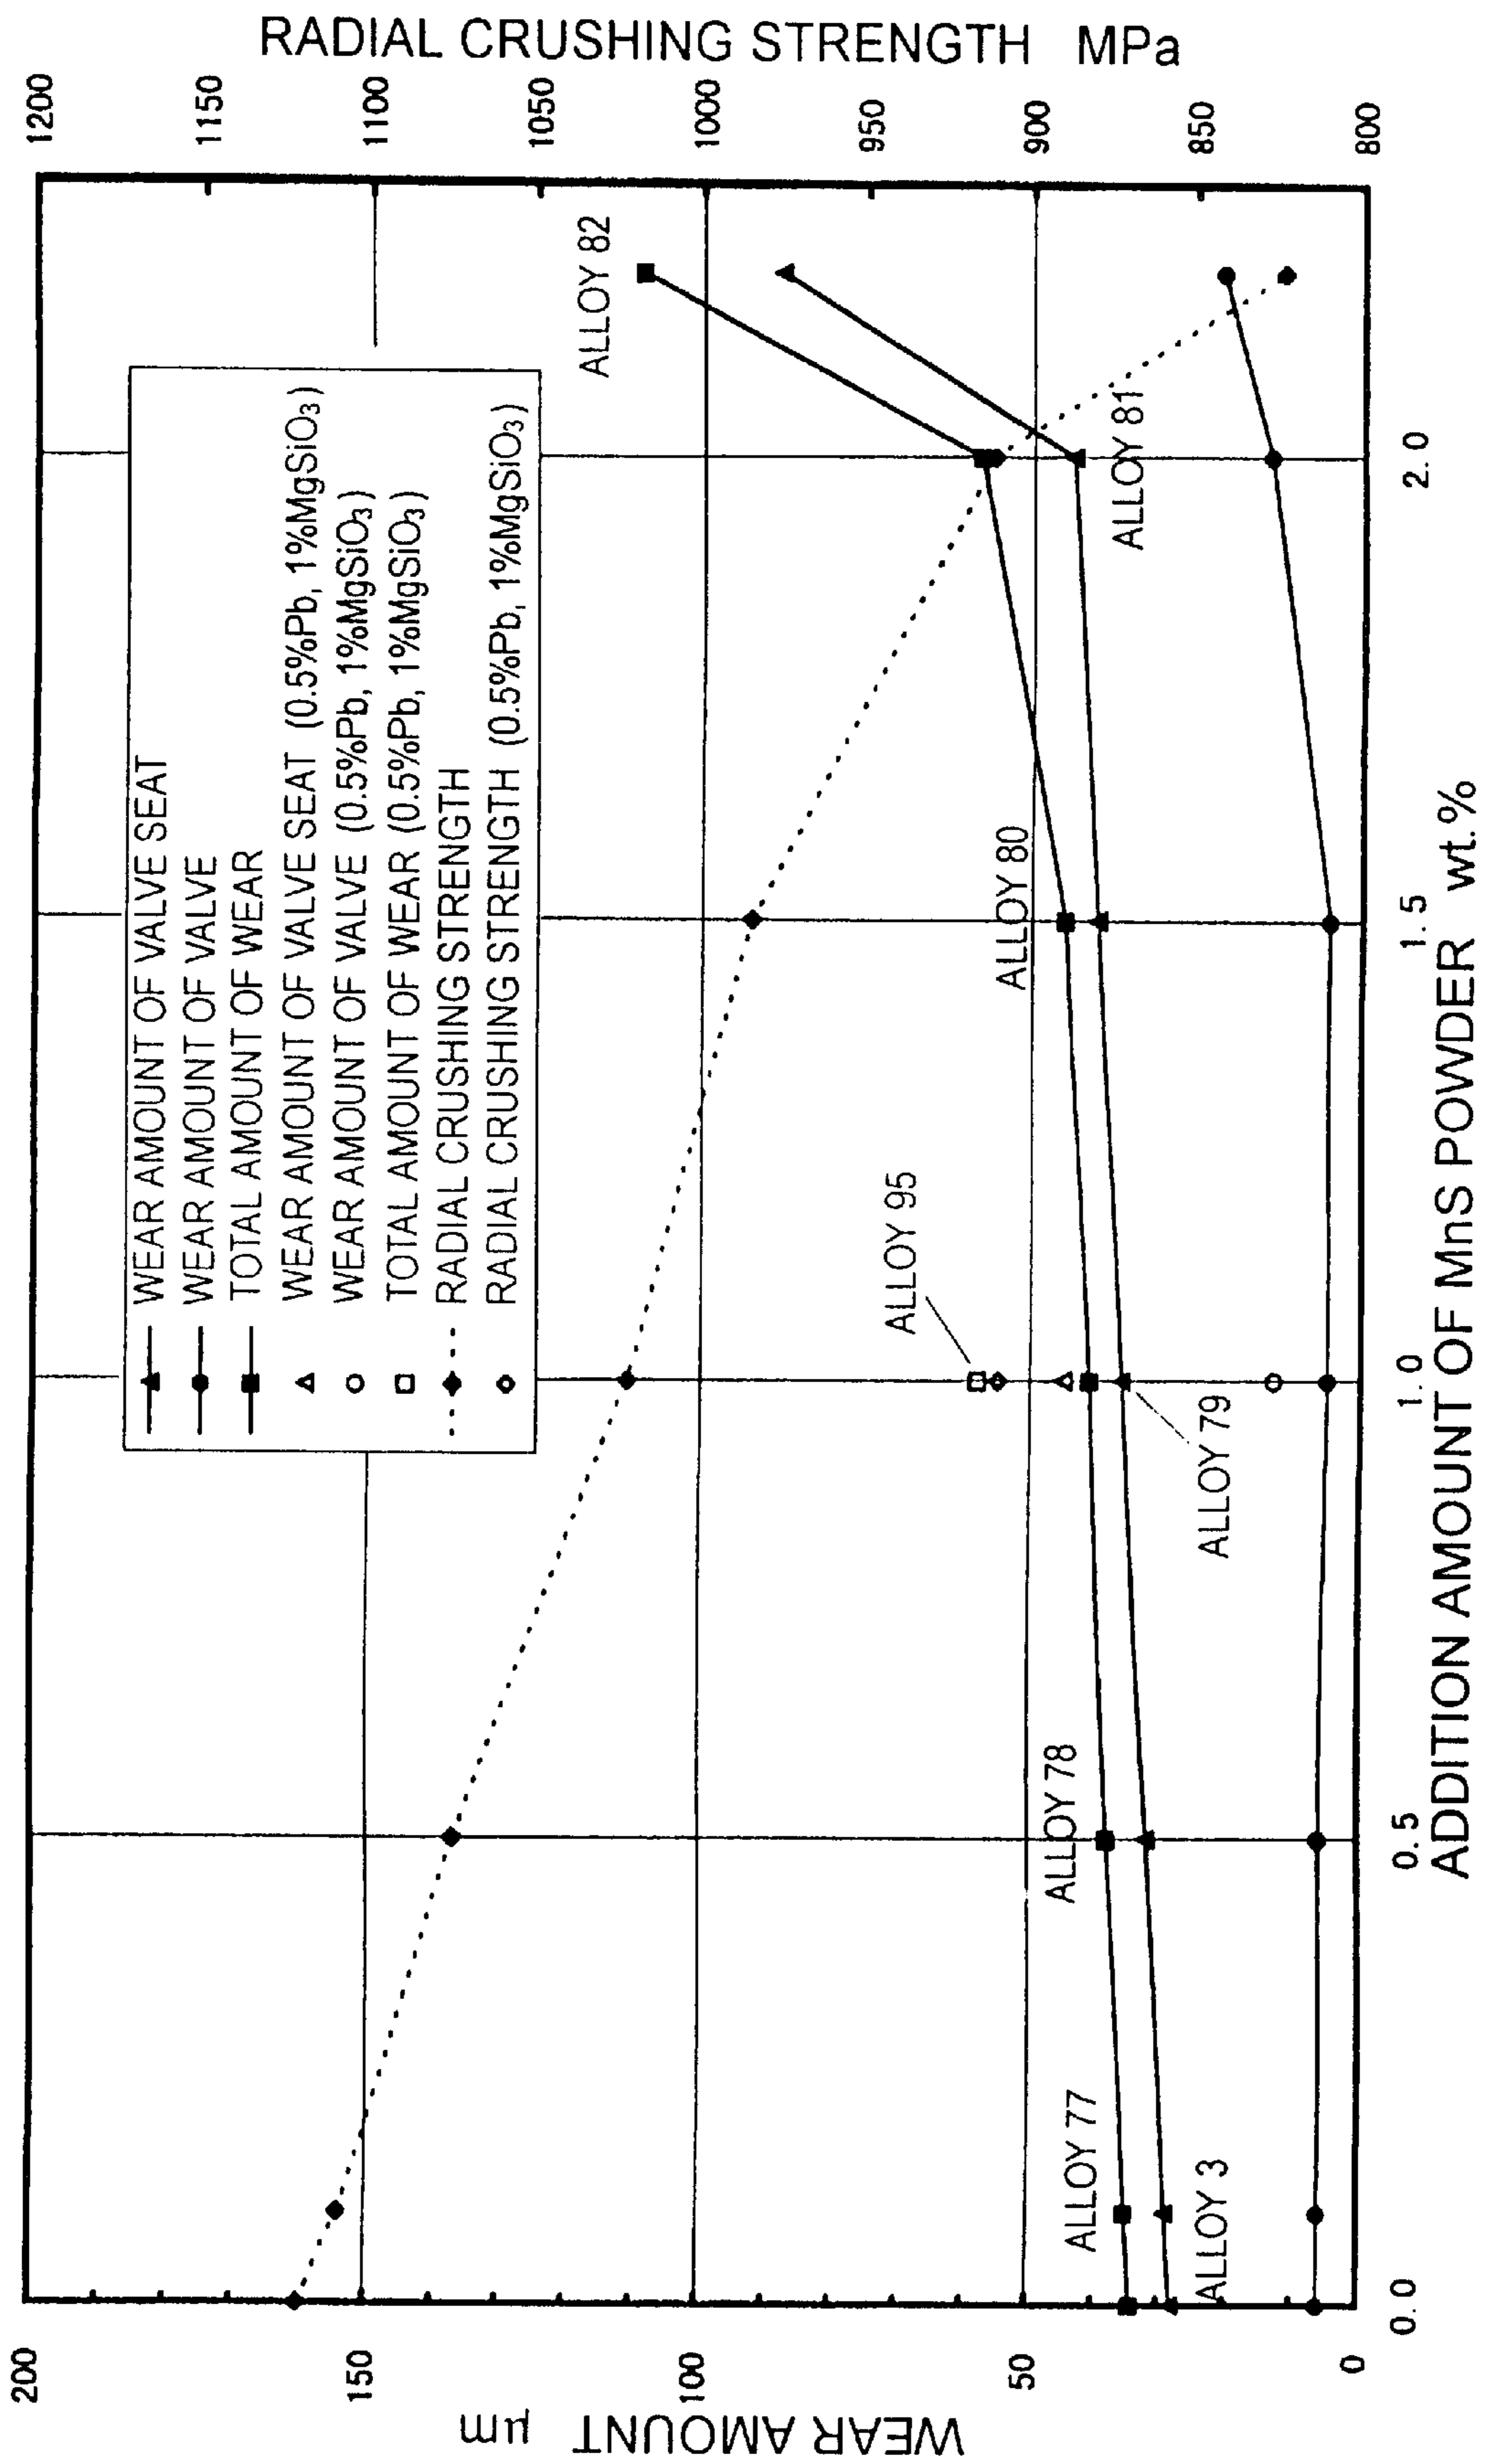 WEAR AMOUNT μm
200
150
100
50
0
RADIAL CRUSHING STRENGTH MPa
1200
1150
1100
1050
1000
950
900
850
800
WEAR AMOUNT OF VALVE SEAT
WEAR AMOUNT OF VALVE
TOTAL AMOUNT OF WEAR
WEAR AMOUNT OF VALVE SEAT (0.5%Pb, 1%MgSiO₃)
WEAR AMOUNT OF VALVE (0.5%Pb, 1%MgSiO₃)
TOTAL AMOUNT OF WEAR (0.5%Pb, 1%MgSiO₃)
RADIAL CRUSHING STRENGTH
RADIAL CRUSHING STRENGTH (0.5%Pb, 1%MgSiO₃)
ALLOY 82
ALLOY 95
ALLOY 80
ALLOY 78
ALLOY 77
ALLOY 81
ALLOY 79
ALLOY 3
0.0
0.5
1.0
1.5
2.0
ADDITION AMOUNT OF MnS POWDER wt.%